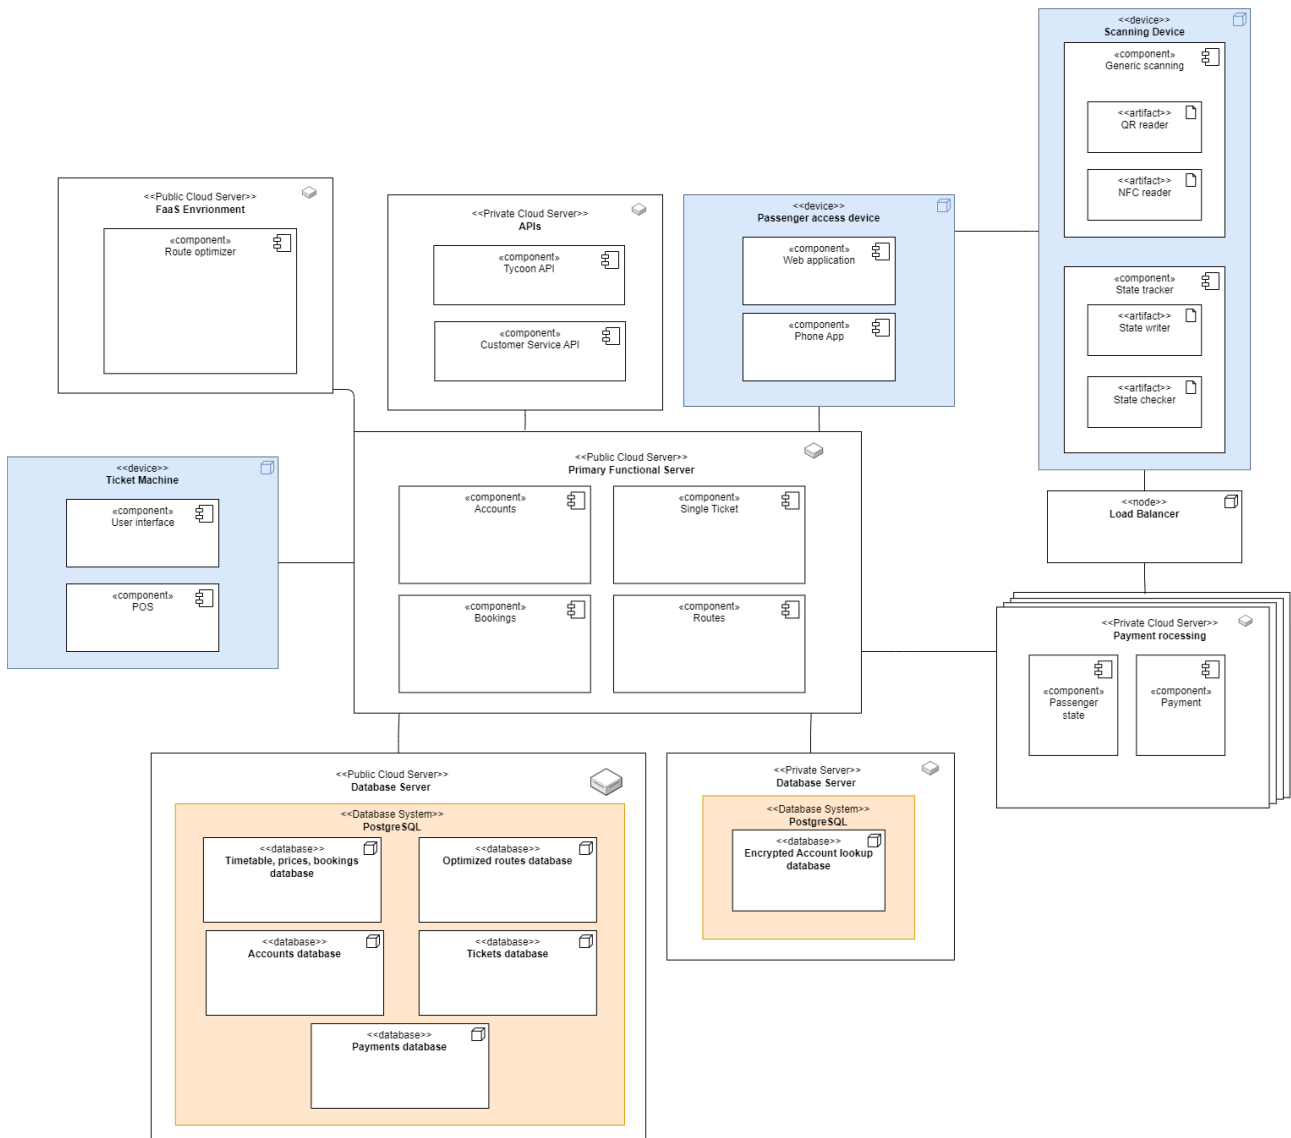 <<device>>
Scanning Device
«component»
Generic scanning
<<artifact>>
QR reader
<<artifact>>
NFC reader
«component»
State tracker
<<artifact>>
State writer
<<artifact>>
State checker
<<Public Cloud Server>>
FaaS Envrionment
«component»
Route optimizer
<<Private Cloud Server>>
APIs
«component»
Tycoon API
«component»
Customer Service API
<<device>>
Passenger access device
«component»
Web application
«component»
Phone App
<<device>>
Ticket Machine
«component»
User interface
«component»
POS
<<Public Cloud Server>>
Primary Functional Server
«component»
Accounts
«component»
Single Ticket
«component»
Bookings
«component»
Routes
<<node>>
Load Balancer
<<Private Cloud Server>>
Payment rocessing
«component»
Passenger
state
«component»
Payment
<<Public Cloud Server>>
Database Server
<<Database System>>
PostgreSQL
<<database>>
Timetable, prices, bookings
database
<<database>>
Optimized routes database
<<database>>
Accounts database
<<database>>
Tickets database
<<database>>
Payments database
<<Private Server>>
Database Server
<<Database System>>
PostgreSQL
<<database>>
Encrypted Account lookup
database